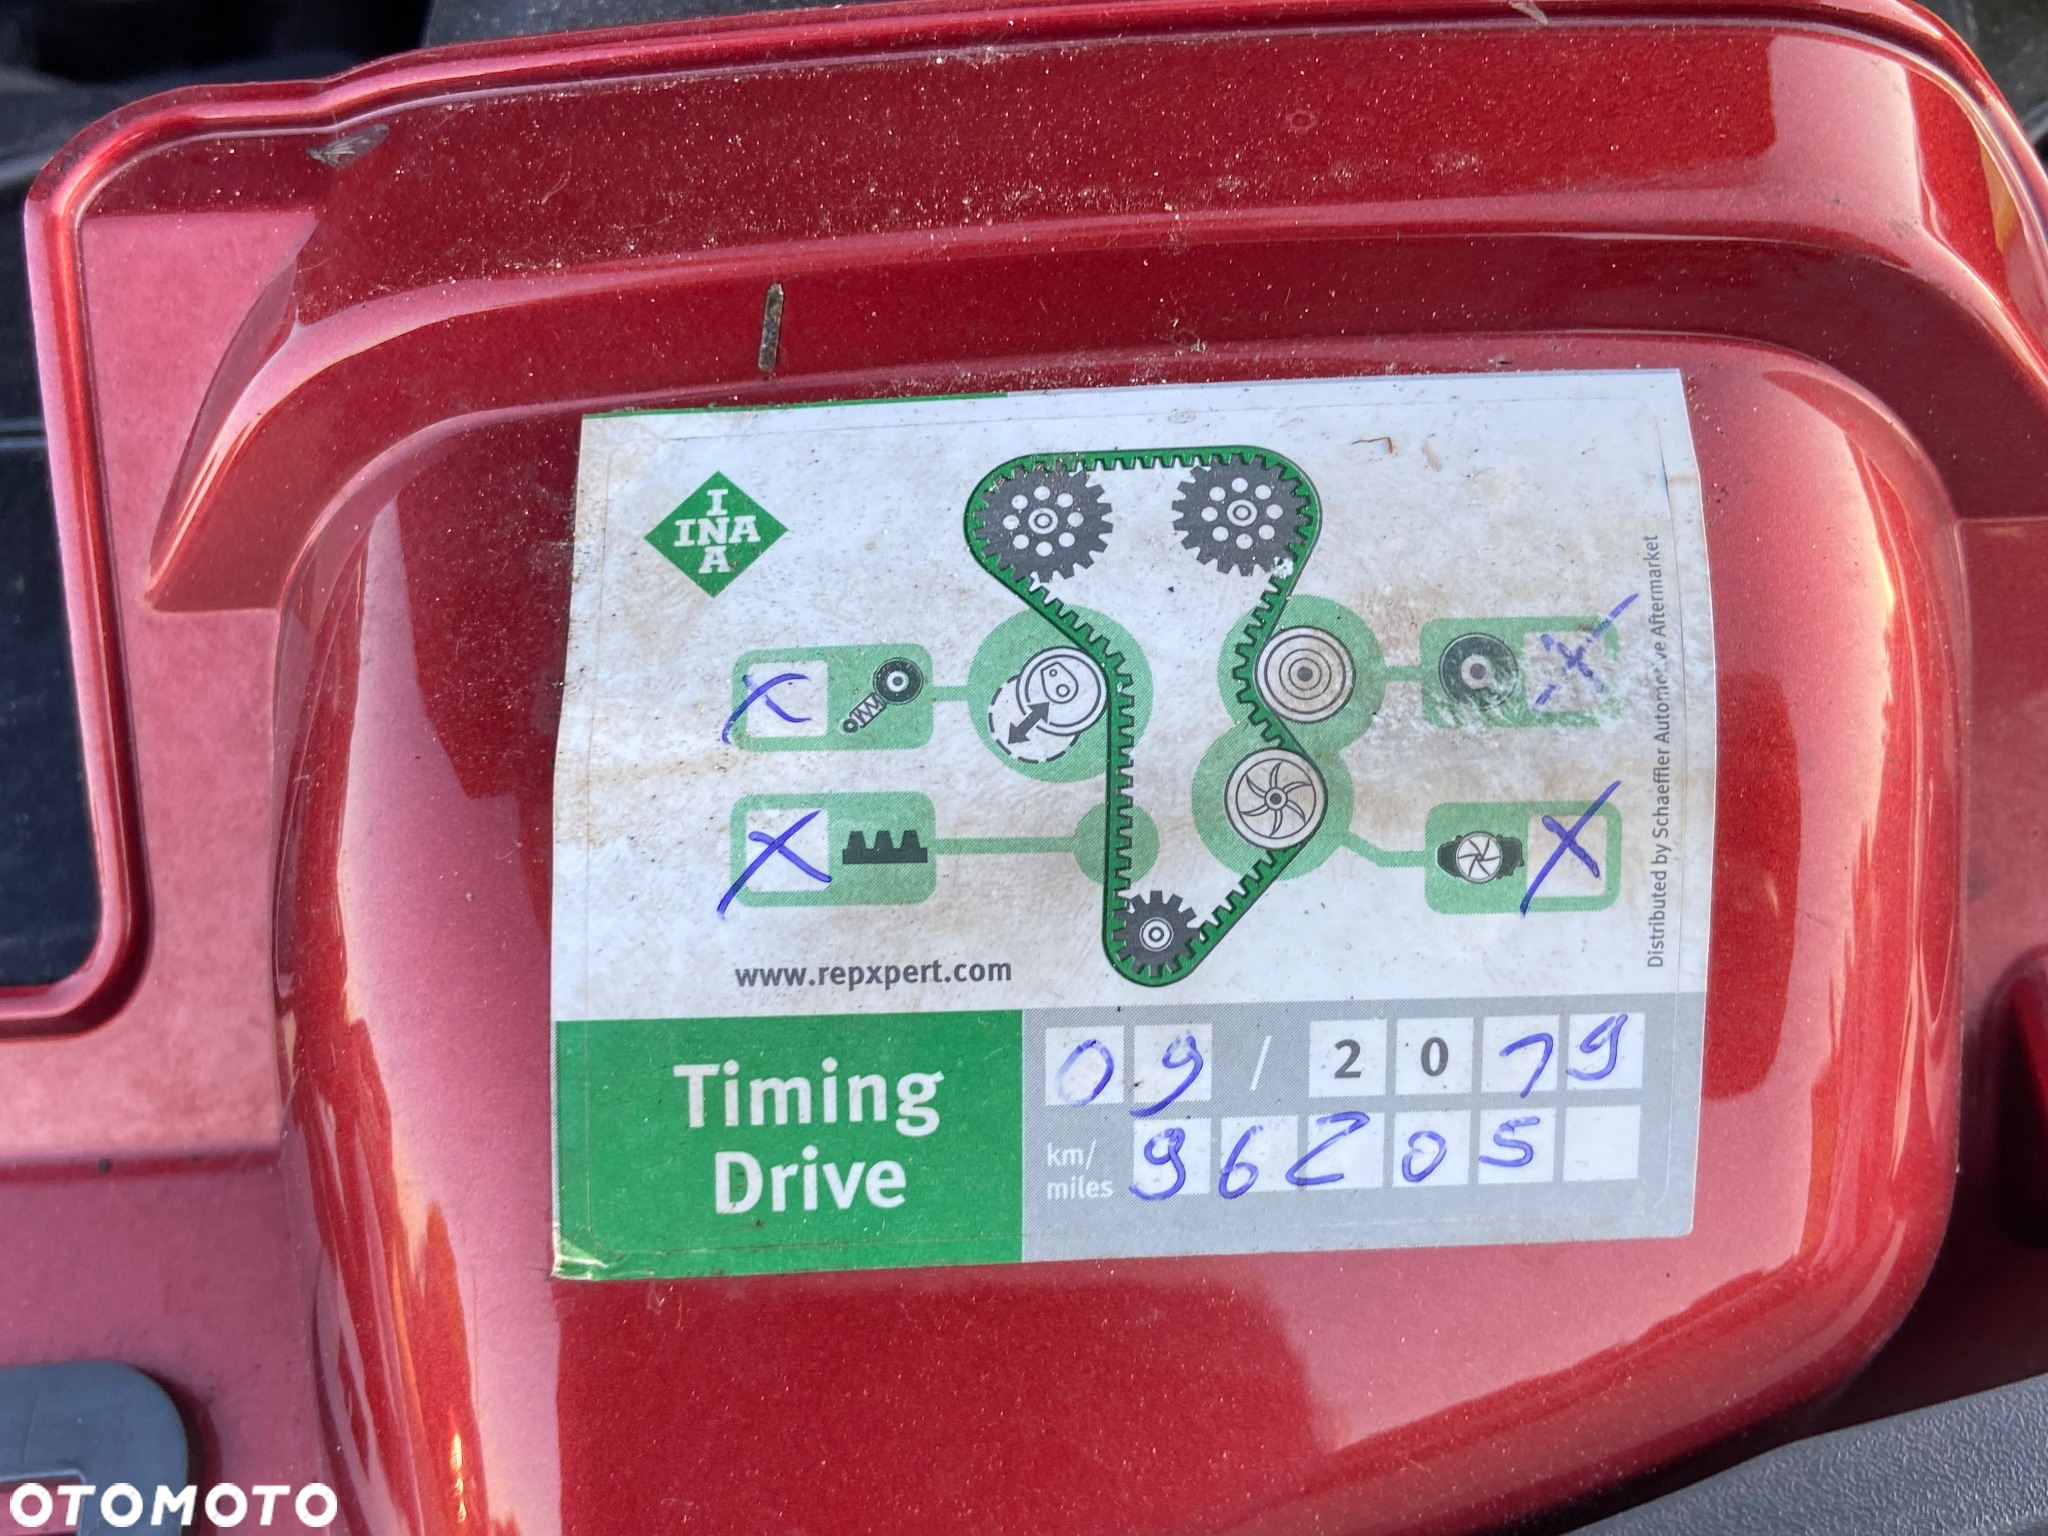 I
INA
A
www.repxpert.com
Distributed by Schaeffler Automotive Aftermarket
Timing
Drive
09 / 2019
km/
miles
96205
OTOMOTO